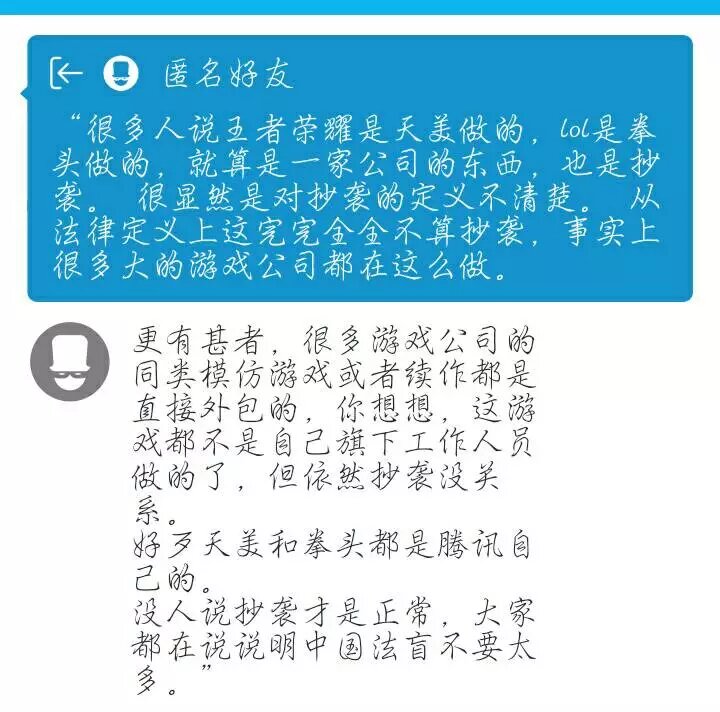 匿名好友
“很多人说王者荣耀是天美做的，lol是拳
头做的，就算是一家公司的东西，也是抄
袭。 很显然是对抄袭的定义不清楚。 从
法律定义上这完完全全不算抄袭，事实上
很多大的游戏公司都在这么做。
更有甚者，很多游戏公司的
同类模仿游戏或者续作都是
直接外包的，你想想，这游
戏都不是自己旗下工作人员
做的了，但依然抄袭没关
系。
好歹天美和拳头都是腾讯自
己的。
没人说抄袭才是正常，大家
都在说说明中国法盲不要太
多。”